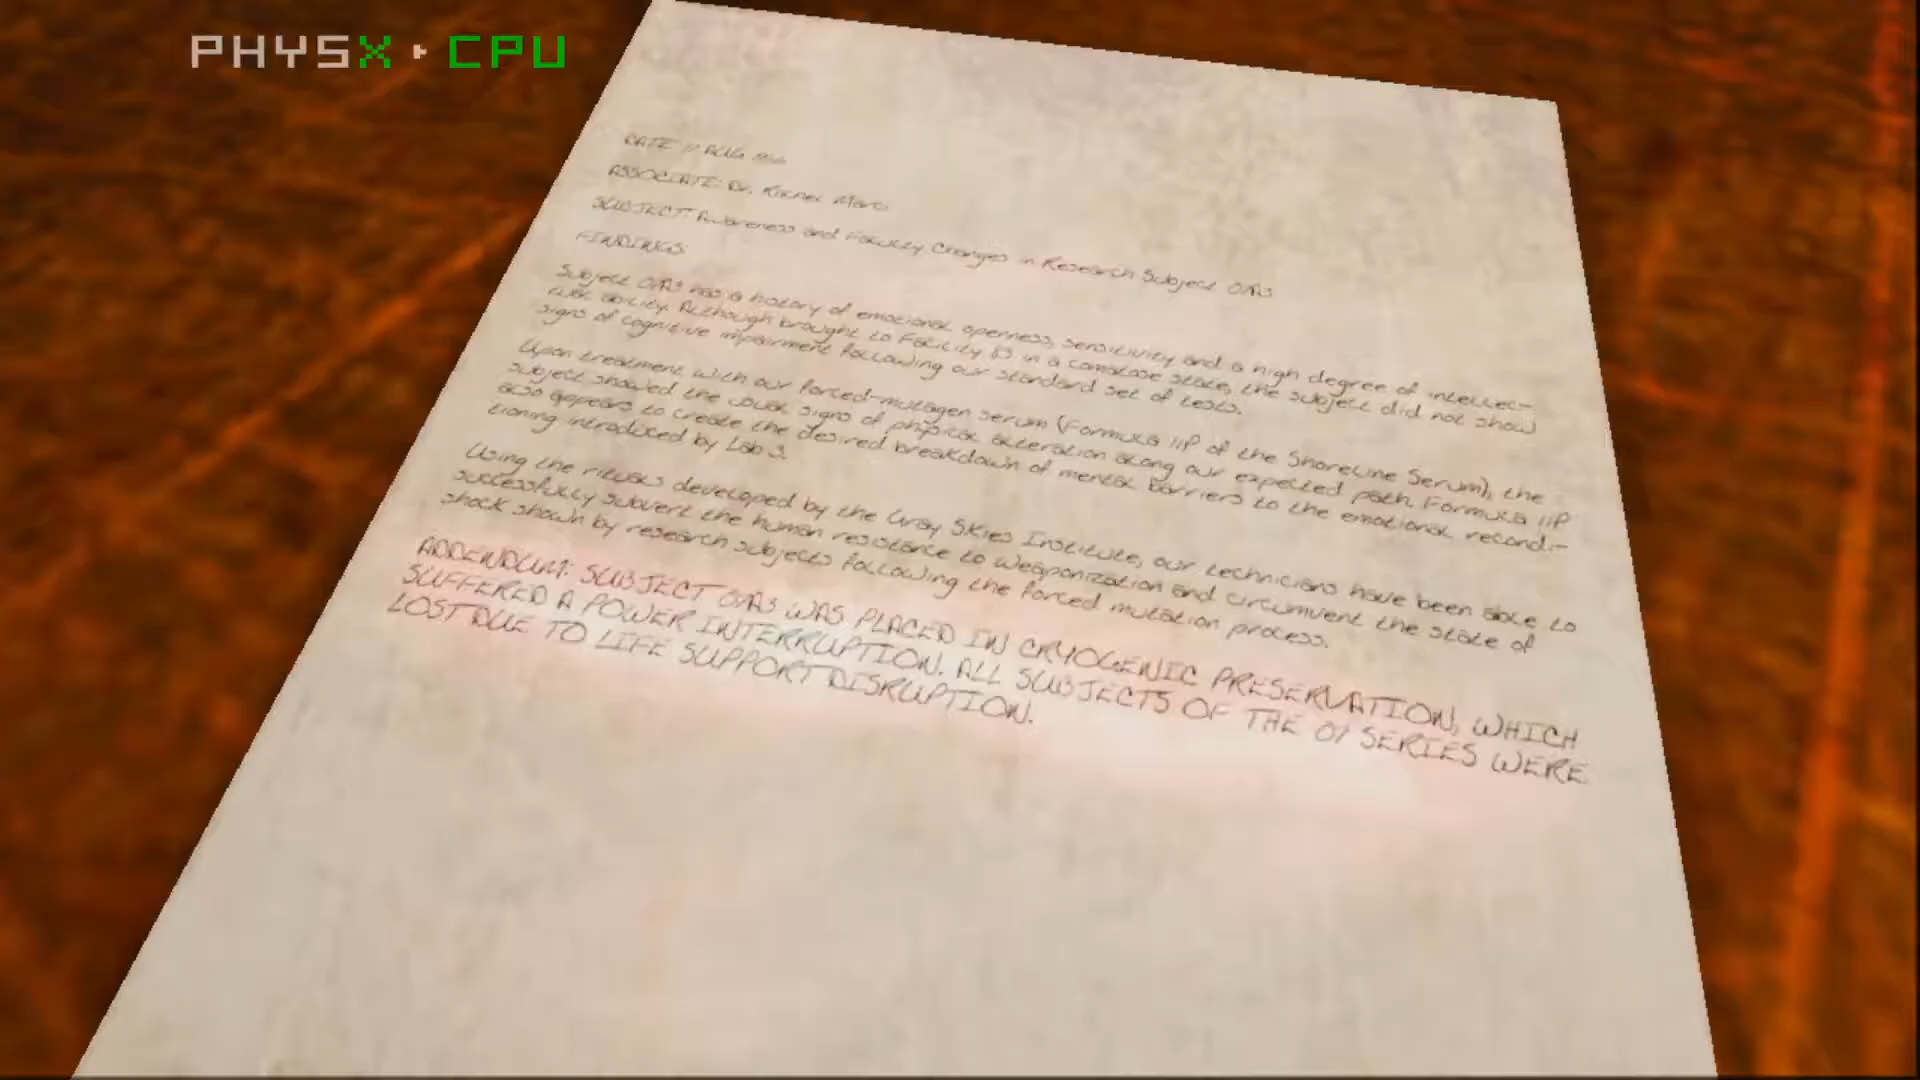 PHYSX · CPU
DATE 11 AUG
ASSOCIATE: Dr.
SUBJECT: Awareness and Faculty Changes in Research Subject
FINDINGS:
Subject has a history of emotional openness, sensitivity and a high degree of intellec-
tual ability. Although brought to Facility in a comatose state, the subject did not show
signs of cognitive impairment following our standard set of tests.
Upon treatment with our forced-mutagen serum (Formula 11P of the Shoreline Serum), the
subject showed the usual signs of physical alteration along our expected path. Formula 11P
also appears to create the desired breakdown of mental barriers to the emotional recondi-
tioning introduced by Lab 3.
Using the rituals developed by the Gray Skies Institute, our technicians have been able to
successfully subvert the human resistance to weaponization and circumvent the state of
shock shown by research subjects following the forced mutation process.
ADDENDUM: SUBJECT WAS PLACED IN CRYOGENIC PRESERVATION, WHICH
SUFFERED A POWER INTERRUPTION. ALL SUBJECTS OF THE 07 SERIES WERE
LOST DUE TO LIFE SUPPORT DISRUPTION.